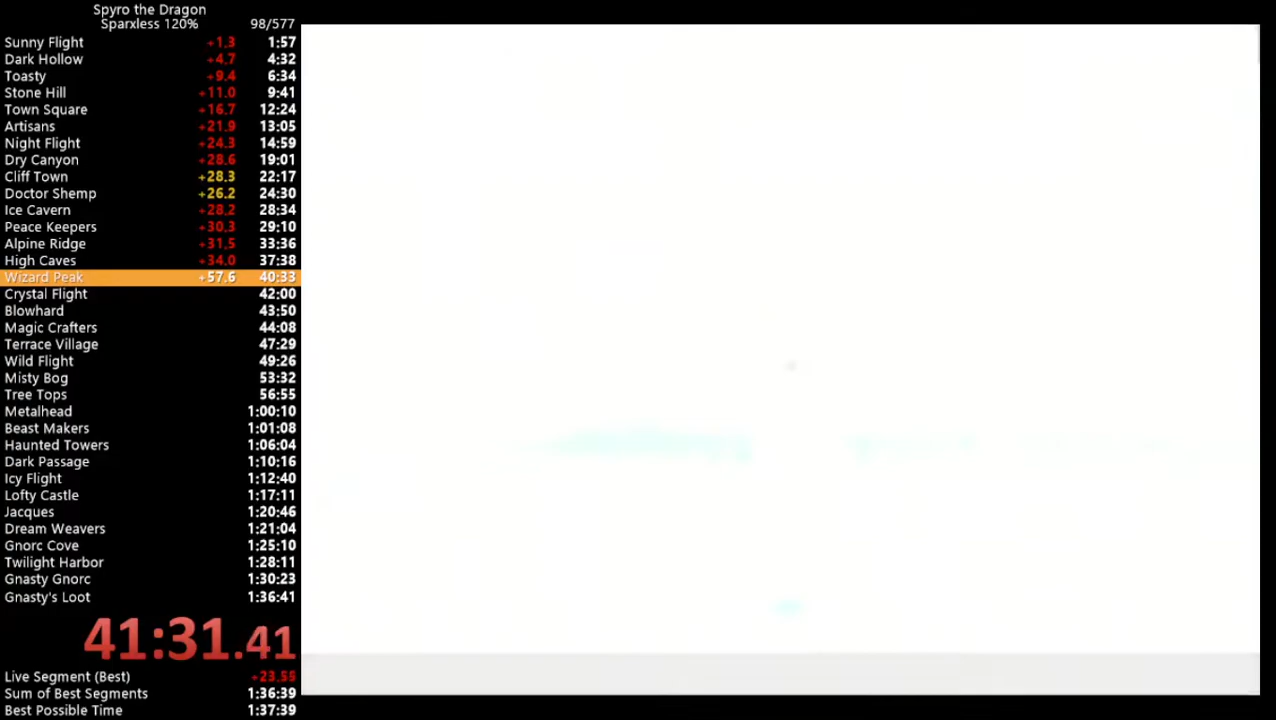 Spyro the Dragon
Sparxless 120% 98/577
Sunny Flight +1.3 1:57
Dark Hollow +4.7 4:32
Toasty +9.4 6:34
Stone Hill +11.0 9:41
Town Square +16.7 12:24
Artisans +21.9 13:05
Night Flight +24.3 14:59
Dry Canyon +28.6 19:01
Cliff Town +28.3 22:17
Doctor Shemp +26.2 24:30
Ice Cavern +28.2 28:34
Peace Keepers +30.3 29:10
Alpine Ridge +31.5 33:36
High Caves +34.0 37:38
Wizard Peak +57.6 40:33
Crystal Flight 42:00
Blowhard 43:50
Magic Crafters 44:08
Terrace Village 47:29
Wild Flight 49:26
Misty Bog 53:32
Tree Tops 56:55
Metalhead 1:00:10
Beast Makers 1:01:08
Haunted Towers 1:06:04
Dark Passage 1:10:16
Icy Flight 1:12:40
Lofty Castle 1:17:11
Jacques 1:20:46
Dream Weavers 1:21:04
Gnorc Cove 1:25:10
Twilight Harbor 1:28:11
Gnasty Gnorc 1:30:23
Gnasty's Loot 1:36:41
41:31.41
Live Segment (Best) +23.55
Sum of Best Segments 1:36:39
Best Possible Time 1:37:39